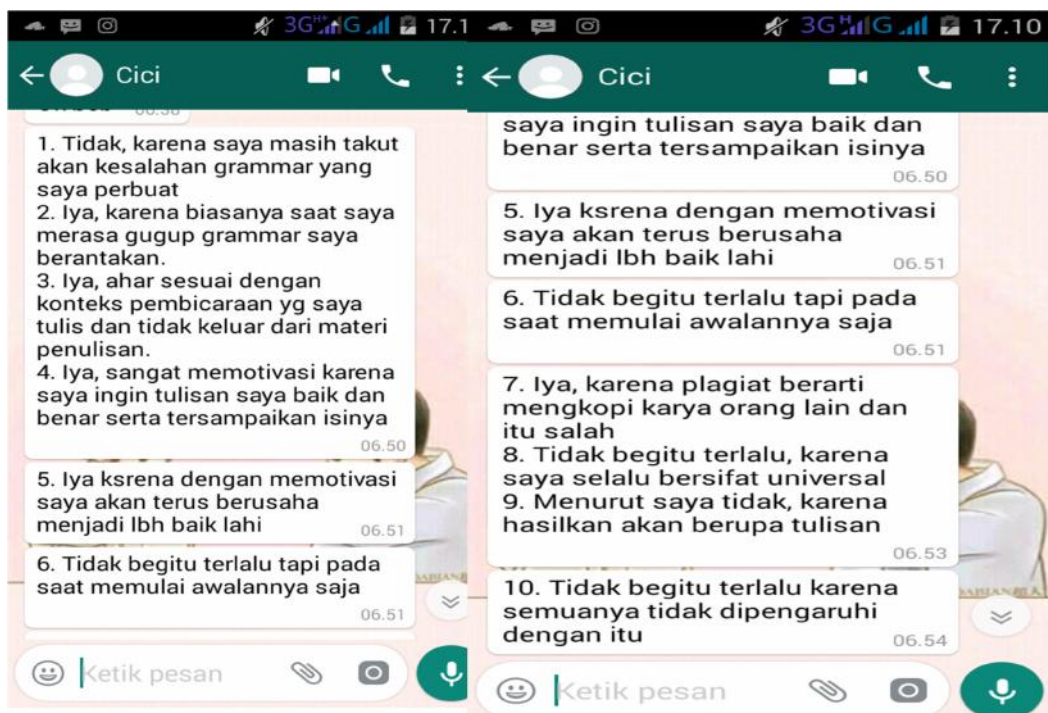 3G H+ G 17.1
Cici
06.50
1. Tidak, karena saya masih takut
akan kesalahan grammar yang
saya perbuat
2. Iya, karena biasanya saat saya
merasa gugup grammar saya
berantakan.
3. Iya, ahar sesuai dengan
konteks pembicaraan yg saya
tulis dan tidak keluar dari materi
penulisan.
4. Iya, sangat memotivasi karena
saya ingin tulisan saya baik dan
benar serta tersampaikan isinya
06.50
5. Iya ksrena dengan memotivasi
saya akan terus berusaha
menjadi lbh baik lahi
06.51
6. Tidak begitu terlalu tapi pada
saat memulai awalannya saja
06.51
Ketik pesan
3G H G 17.10
Cici
saya ingin tulisan saya baik dan
benar serta tersampaikan isinya
06.50
5. Iya ksrena dengan memotivasi
saya akan terus berusaha
menjadi lbh baik lahi
06.51
6. Tidak begitu terlalu tapi pada
saat memulai awalannya saja
06.51
7. Iya, karena plagiat berarti
mengkopi karya orang lain dan
itu salah
8. Tidak begitu terlalu, karena
saya selalu bersifat universal
9. Menurut saya tidak, karena
hasilkan akan berupa tulisan
06.53
10. Tidak begitu terlalu karena
semuanya tidak dipengaruhi
dengan itu
06.54
Ketik pesan